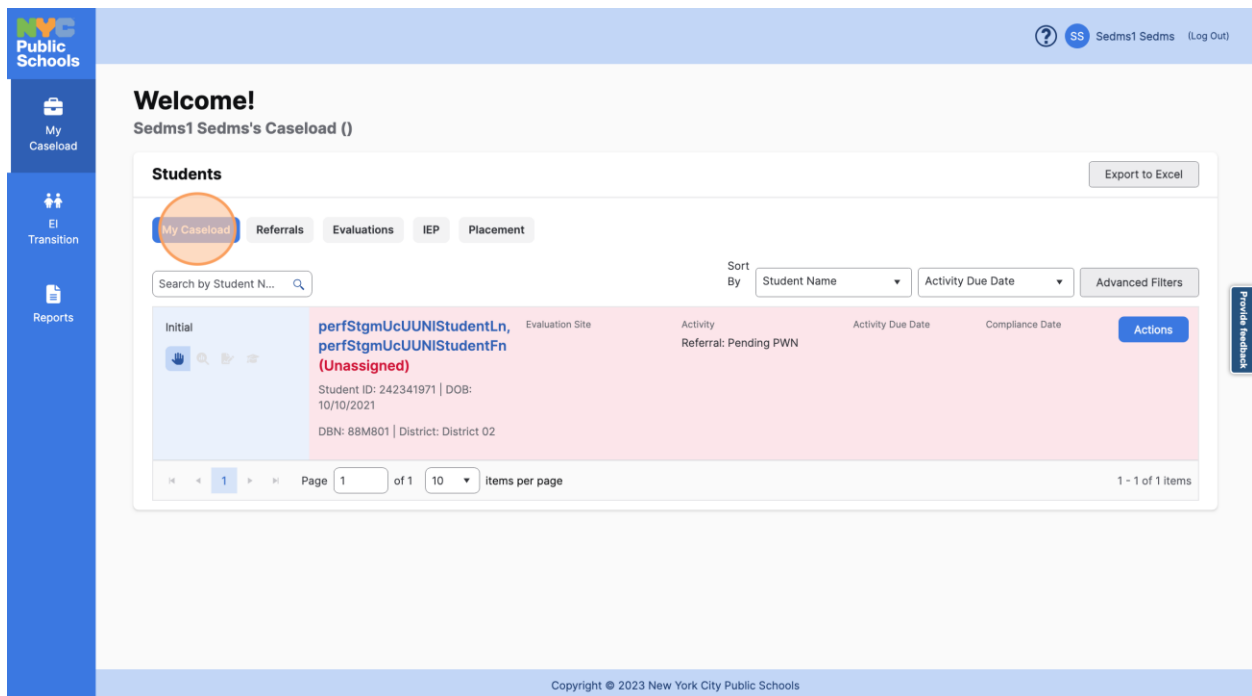 NYC
Public
Schools
SS Sedms1 Sedms (Log Out)
My
Caseload
EI
Transition
Reports
Welcome!
Sedms1 Sedms's Caseload ()
Students
Export to Excel
My Caseload Referrals Evaluations IEP Placement
Search by Student N...
Sort
By Student Name Activity Due Date Advanced Filters
Initial
perfStgmUcUUNIStudentLn,
perfStgmUcUUNIStudentFn
(Unassigned)
Student ID: 242341971 | DOB:
10/10/2021
DBN: 88M801 | District: District 02
Evaluation Site
Activity
Referral: Pending PWN
Activity Due Date
Compliance Date
Actions
1 Page 1 of 1 10 items per page 1 - 1 of 1 items
Provide feedback
Copyright © 2023 New York City Public Schools